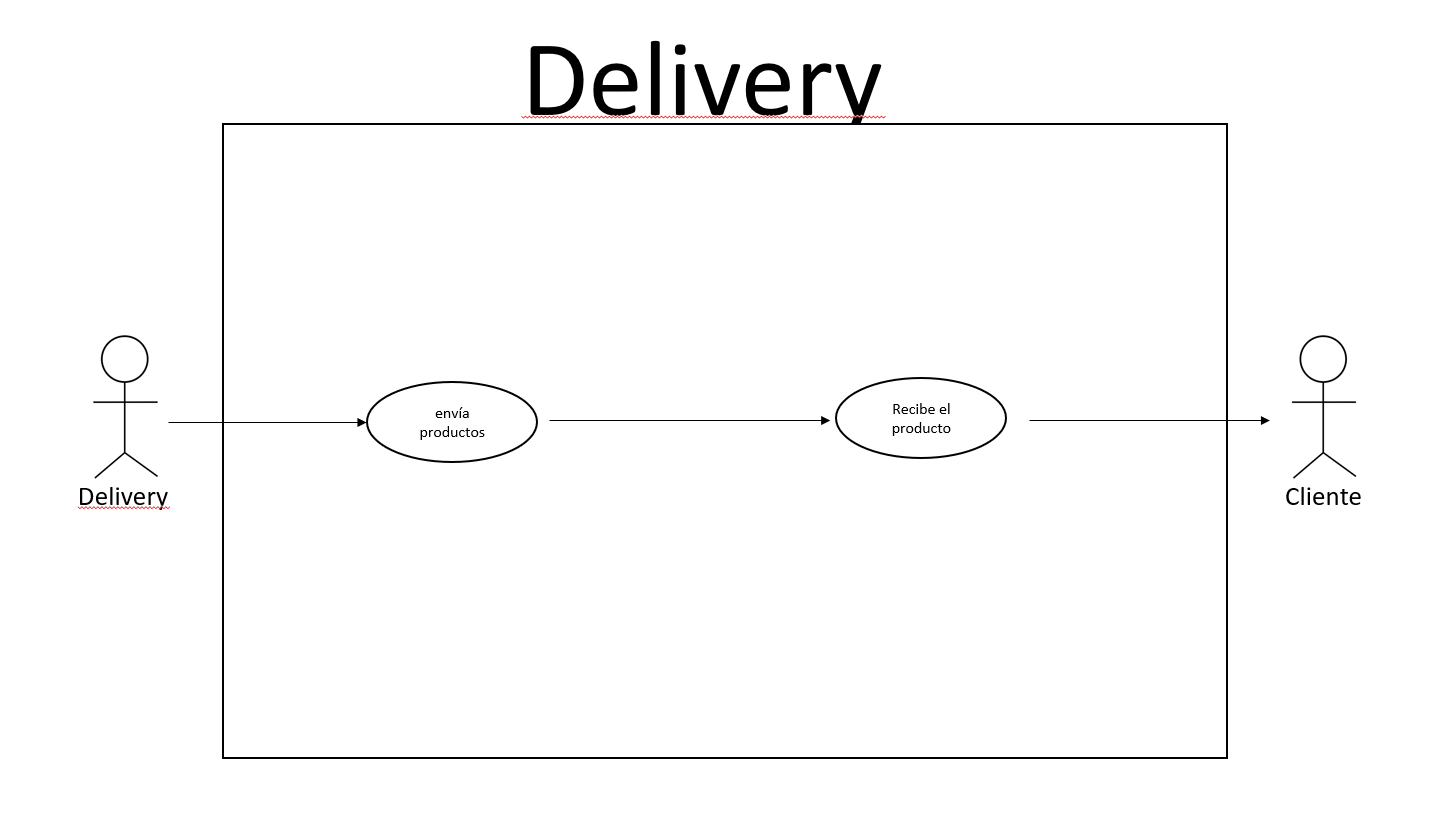 Delivery
envía
productos
Recibe el
producto
Delivery
Cliente